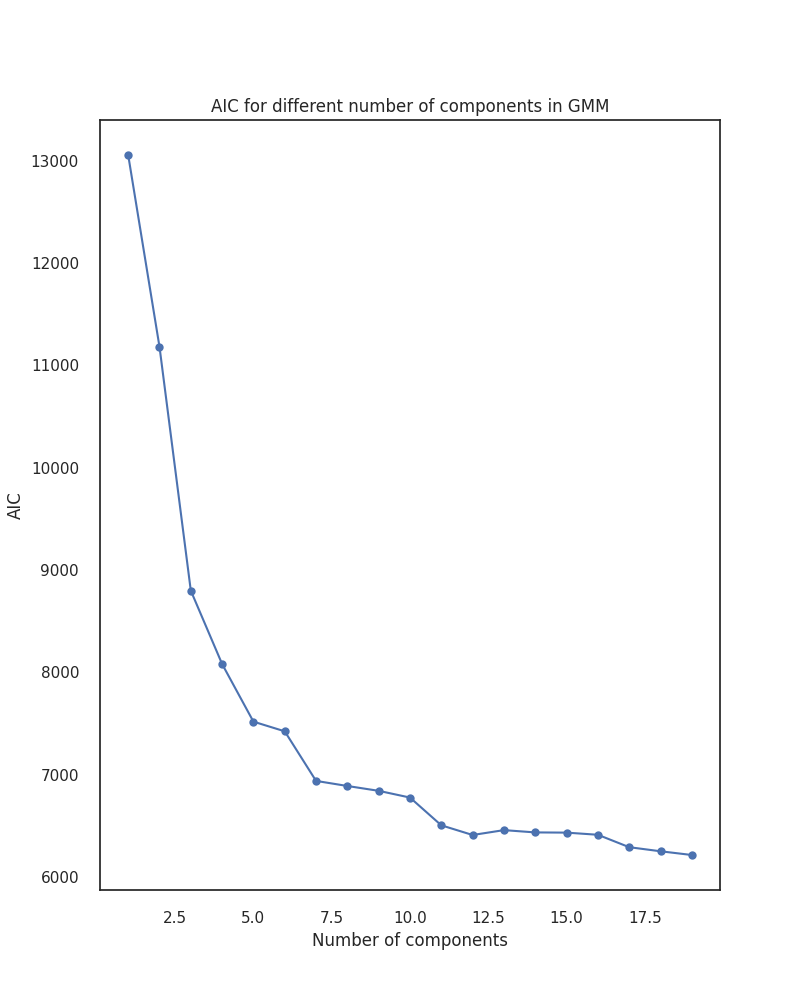 AIC for different number of components in GMM
13000
12000
11000
10000
9000
8000
7000
6000
AIC
2.5 5.0 7.5 10.0 12.5 15.0 17.5
Number of components